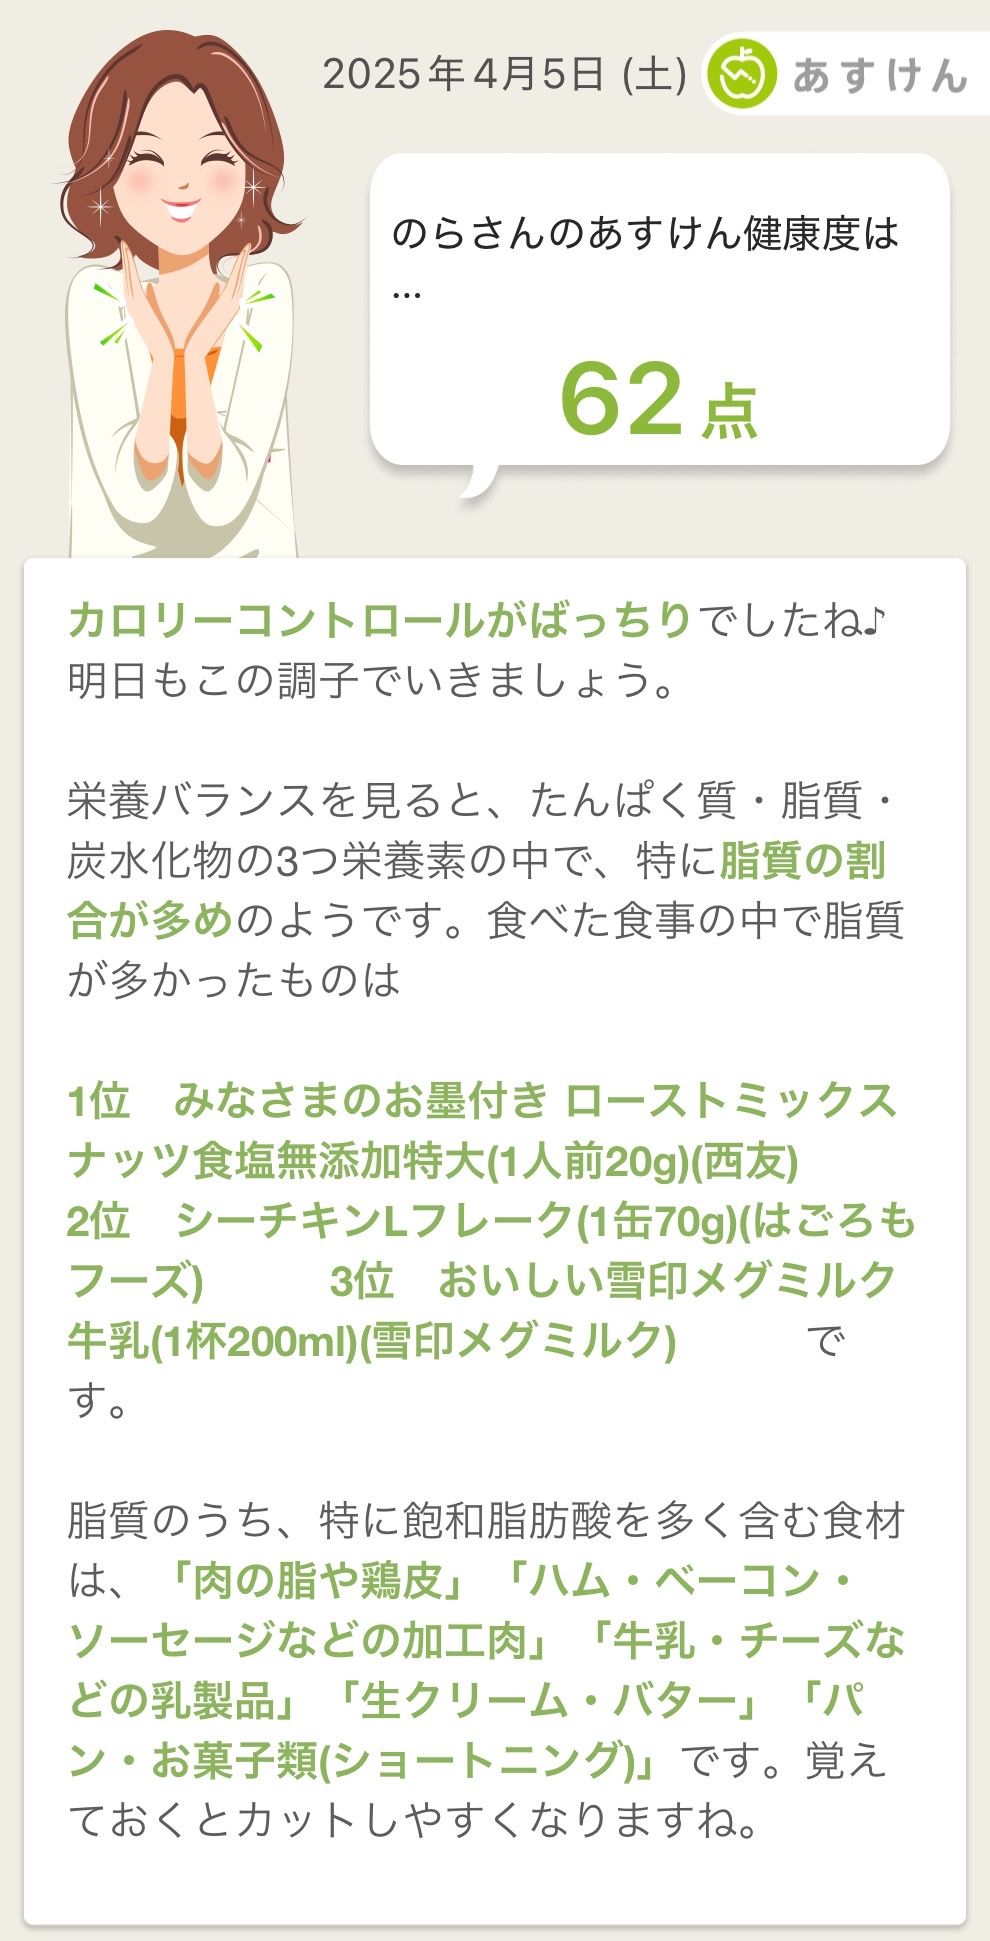 2025年4月5日 (土)
あすけん
のらさんのあすけん健康度は
...
62点
カロリーコントロールがばっちりでしたね♪
明日もこの調子でいきましょう。
栄養バランスを見ると、たんぱく質・脂質・
炭水化物の3つ栄養素の中で、特に脂質の割
合が多めのようです。食べた食事の中で脂質
が多かったものは
1位　みなさまのお墨付き ローストミックス
ナッツ食塩無添加特大(1人前20g)(西友)
2位　シーチキンLフレーク(1缶70g)(はごろも
フーズ)　　　3位　おいしい雪印メグミルク
牛乳(1杯200ml)(雪印メグミルク)　　　で
す。
脂質のうち、特に飽和脂肪酸を多く含む食材
は、「肉の脂や鶏皮」「ハム・ベーコン・
ソーセージなどの加工肉」「牛乳・チーズな
どの乳製品」「生クリーム・バター」「パ
ン・お菓子類(ショートニング)」です。覚え
ておくとカットしやすくなりますね。